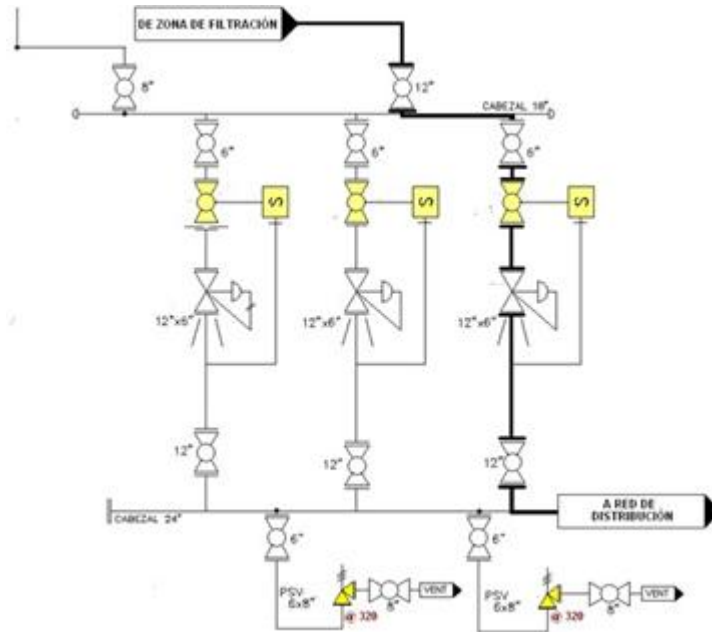 DE ZONA DE FILTRACIÓN
8"
12"
CABEZAL 18"
6"
6"
6"
S
S
S
12"x6"
12"x6"
12"x6"
12"
12"
12"
CABEZAL 24"
A RED DE
DISTRIBUCIÓN
6"
6"
PSV
6x8"
8"
VENT
@ 320
PSV
6x8"
8"
VENT
@ 320